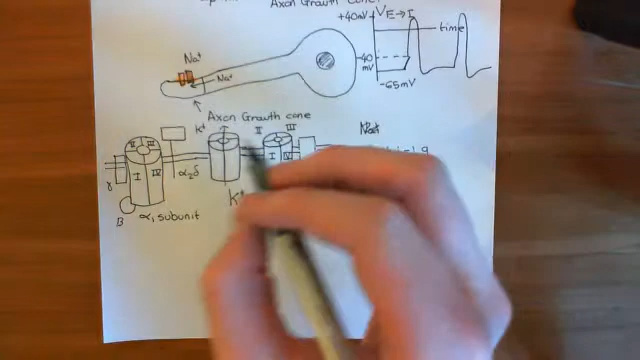 Axon Growth cone
+40mV
V E→I
time
-40
mV
-65mV
Na+
Na+
Axon Growth cone
K+
II
III
II
III
I
IV
I
IV
γ
α2δ
K+
B
α1 subunit